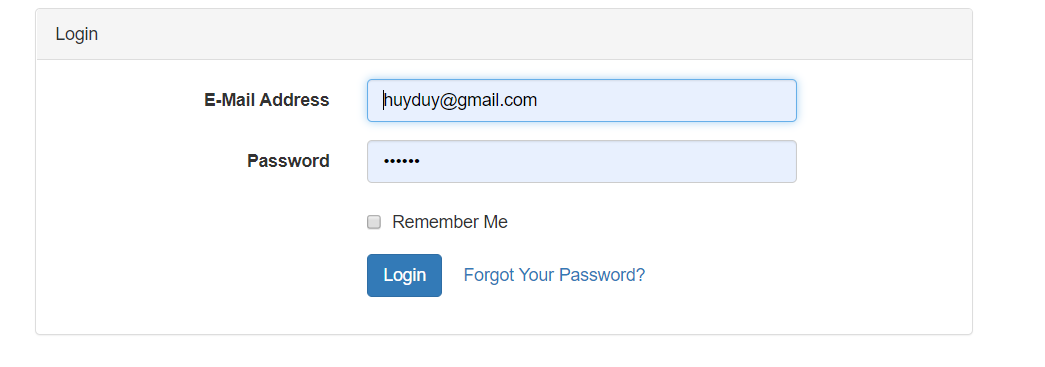 Login
E-Mail Address huyduy@gmail.com
Password ••••••
Remember Me
Login Forgot Your Password?